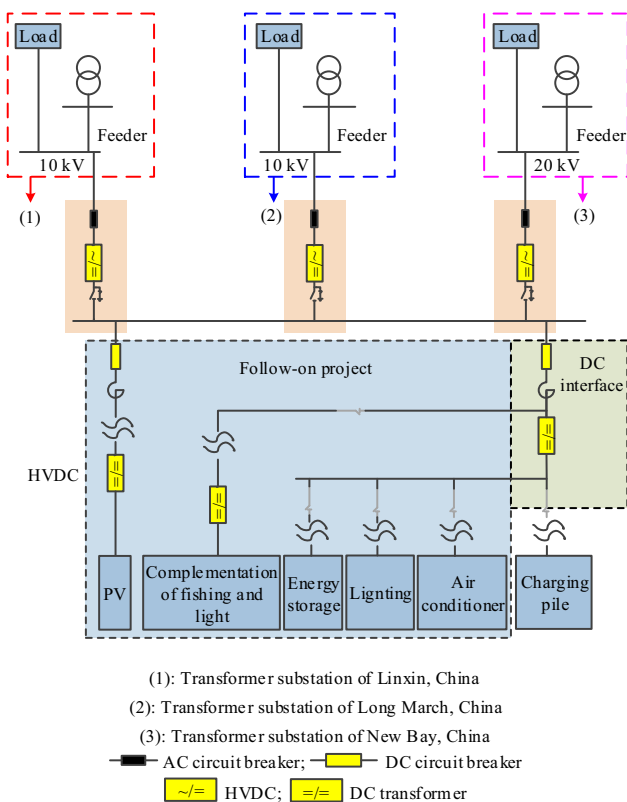 Load
Load
Load
Feeder
Feeder
Feeder
10 kV
10 kV
20 kV
(1)
(2)
(3)
=/~
=/~
=/~
Follow-on project
DC
interface
=/=
HVDC
=/=
=/=
PV
Complementation
of fishing and
light
Energy
storage
Lignting
Air
conditioner
Charging
pile
(1): Transformer substation of Linxin, China
(2): Transformer substation of Long March, China
(3): Transformer substation of New Bay, China
AC circuit breaker; DC circuit breaker
~/= HVDC; =/= DC transformer